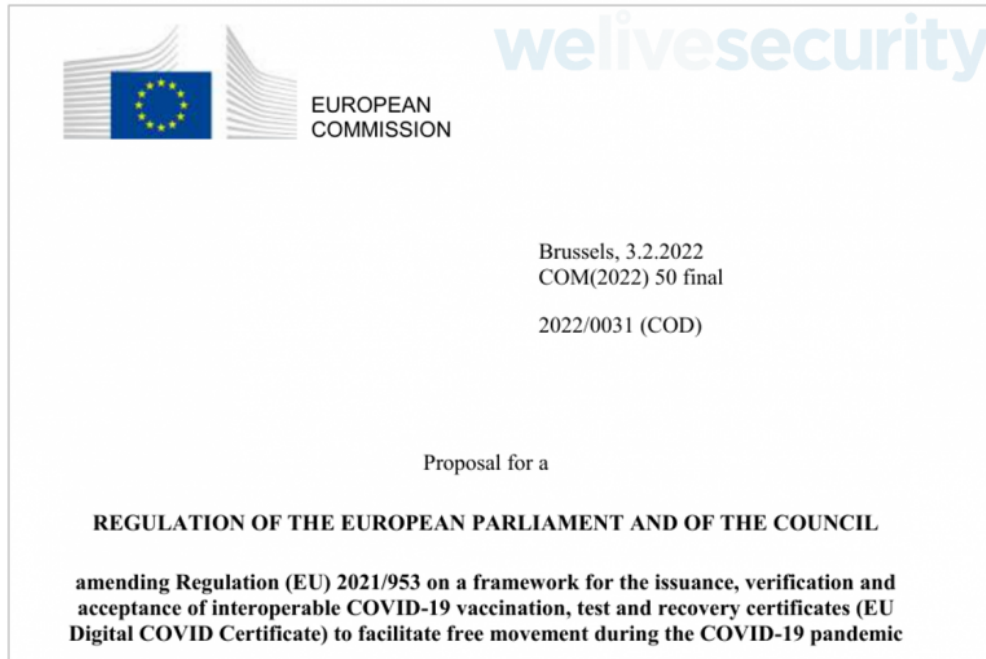 welivesecurity
EUROPEAN
COMMISSION
Brussels, 3.2.2022
COM(2022) 50 final
2022/0031 (COD)
Proposal for a
REGULATION OF THE EUROPEAN PARLIAMENT AND OF THE COUNCIL
amending Regulation (EU) 2021/953 on a framework for the issuance, verification and
acceptance of interoperable COVID-19 vaccination, test and recovery certificates (EU
Digital COVID Certificate) to facilitate free movement during the COVID-19 pandemic